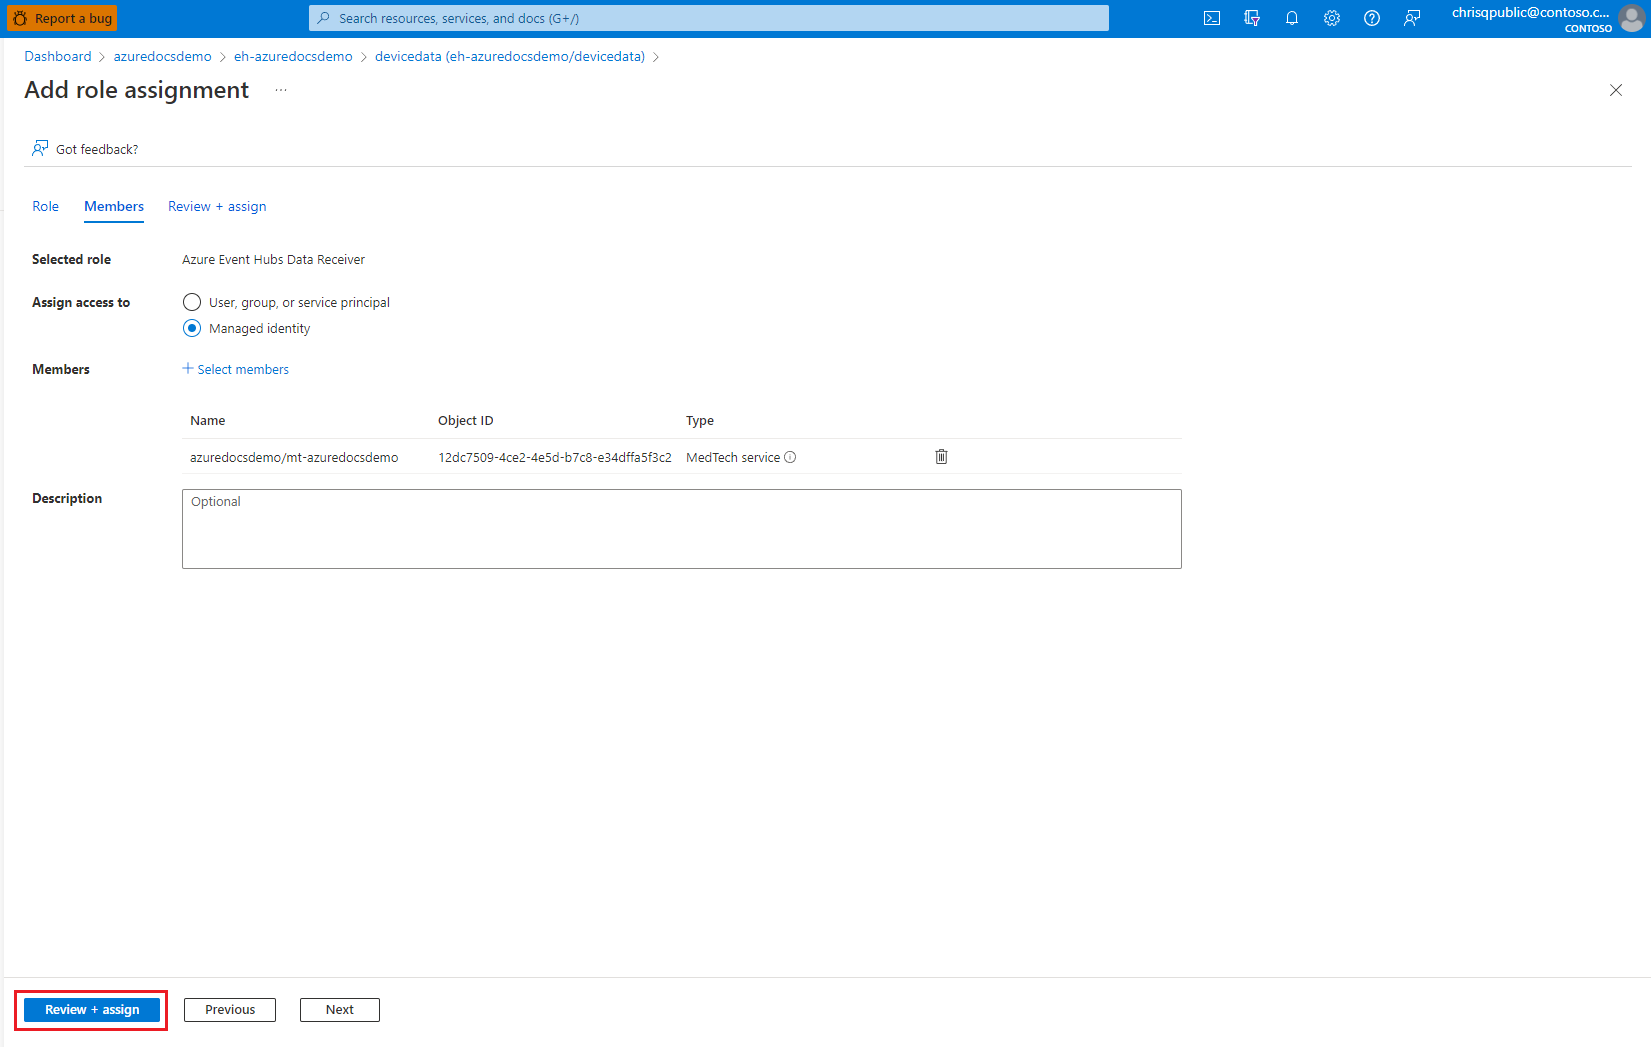 Report a bug
Search resources, services, and docs (G+/)
chrisqpublic@contoso.c...
CONTOSO
Dashboard > azuredocsdemo > eh-azuredocsdemo > devicedata (eh-azuredocsdemo/devicedata) >
Add role assignment ...
Got feedback?
Role Members Review + assign
Selected role Azure Event Hubs Data Receiver
Assign access to User, group, or service principal
Managed identity
Members + Select members
Name Object ID Type
azuredocsdemo/mt-azuredocsdemo 12dc7509-4ce2-4e5d-b7c8-e34dffa5f3c2 MedTech service
Description Optional
Review + assign Previous Next